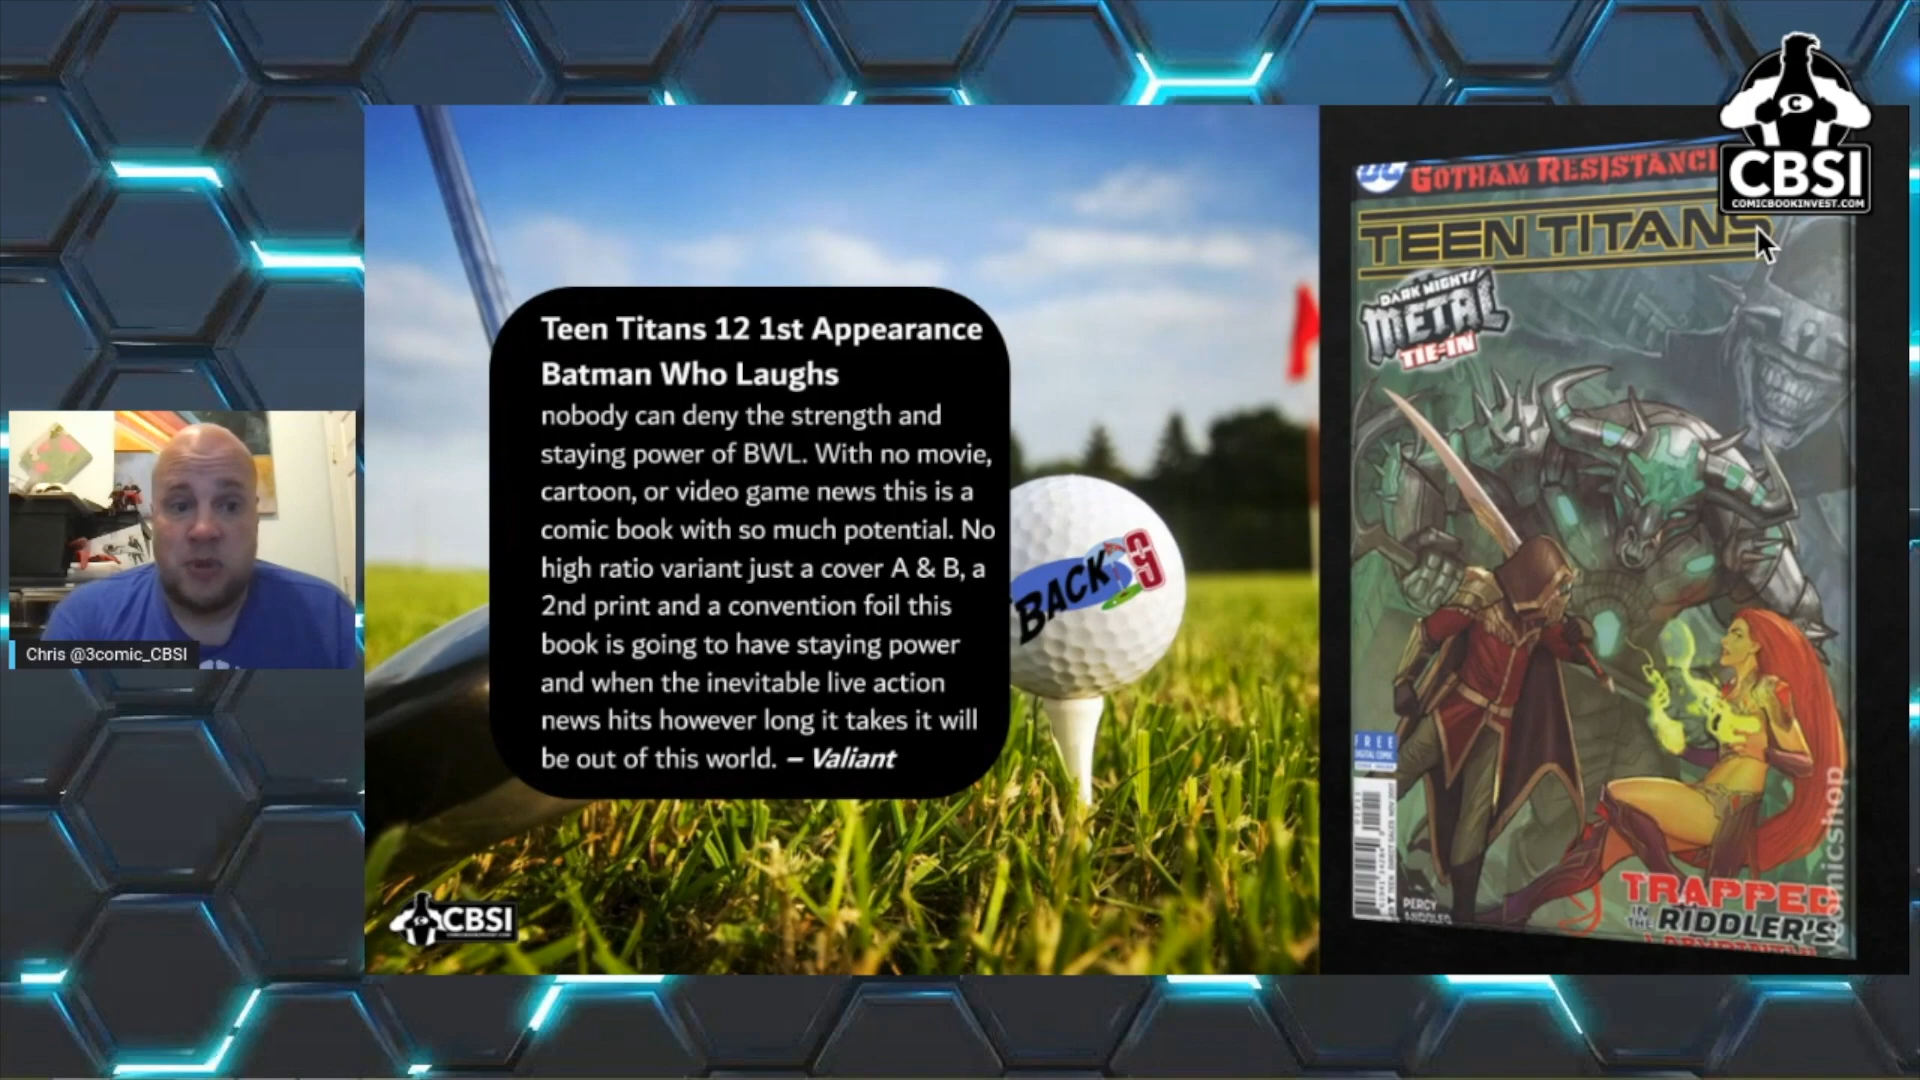 CBSI
COMICBOOKINVEST.COM
GOTHAM RESISTANCE
TEEN TITANS
DARK NIGHTS
METAL
TIE-IN
Teen Titans 12 1st Appearance
Batman Who Laughs
nobody can deny the strength and
staying power of BWL. With no movie,
cartoon, or video game news this is a
comic book with so much potential. No
high ratio variant just a cover A & B, a
2nd print and a convention foil this
book is going to have staying power
and when the inevitable live action
news hits however long it takes it will
be out of this world. – Valiant
BACK 9
Chris @3comic_CBSI
FREE
DIGITAL COMIC
PERCY
TRAPPED
IN THE RIDDLER'S
comicshop
CBSI